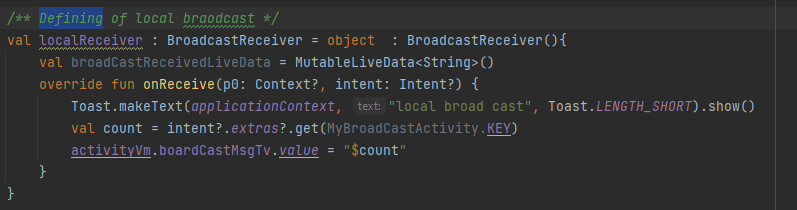 /** Defining of local braodcast */
val localReceiver : BroadcastReceiver = object  : BroadcastReceiver(){
    val broadCastReceivedLiveData = MutableLiveData<String>()
    override fun onReceive(p0: Context?, intent: Intent?) {
        Toast.makeText(applicationContext, text: "local broad cast", Toast.LENGTH_SHORT).show()
        val count = intent?.extras?.get(MyBroadCastActivity.KEY)
        activityVm.boardCastMsgTv.value = "$count"
    }
}